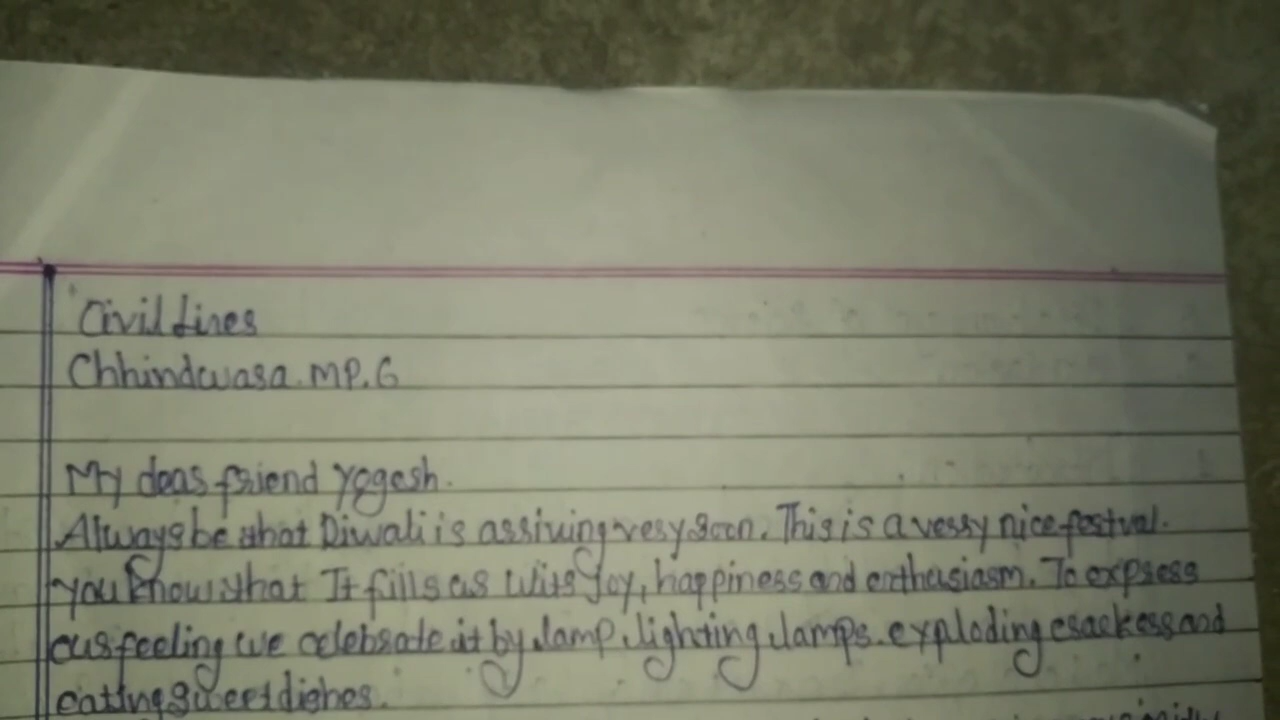 Civil Lines
Chhindwara. MP. G
My dear friend Yogesh.
Always be that Diwali is arriving very soon. This is a very nice festval.
you know that It fills us with Joy, happiness and enthusiasm. To express
our feeling we celebrate it by lamp lighting lamps. exploding crackers and
eating sweet dishes.